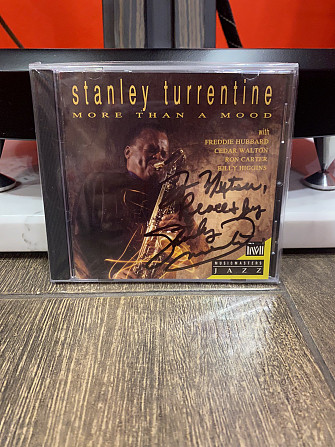 stanley turrentine
MORE THAN A MOOD
with
FREDDIE HUBBARD
CEDAR WALTON
RON CARTER
BILLY HIGGINS
MUSICMASTERS
JAZZ